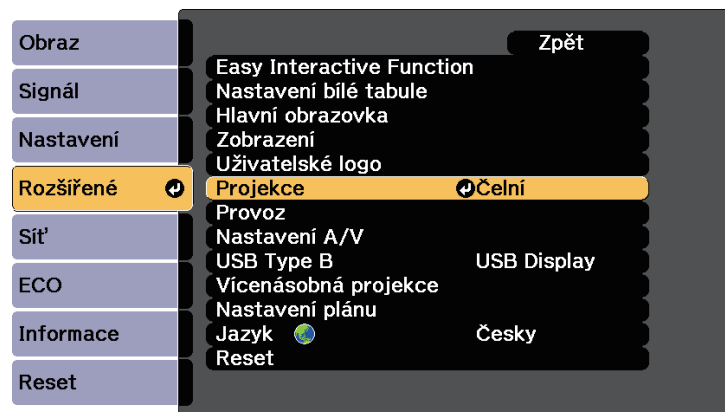 Obraz
Signál
Nastavení
Rozšířené
Síť
ECO
Informace
Reset
Zpět
Easy Interactive Function
Nastavení bílé tabule
Hlavní obrazovka
Zobrazení
Uživatelské logo
Projekce Čelní
Provoz
Nastavení A/V
USB Type B USB Display
Vícenásobná projekce
Nastavení plánu
Jazyk Česky
Reset